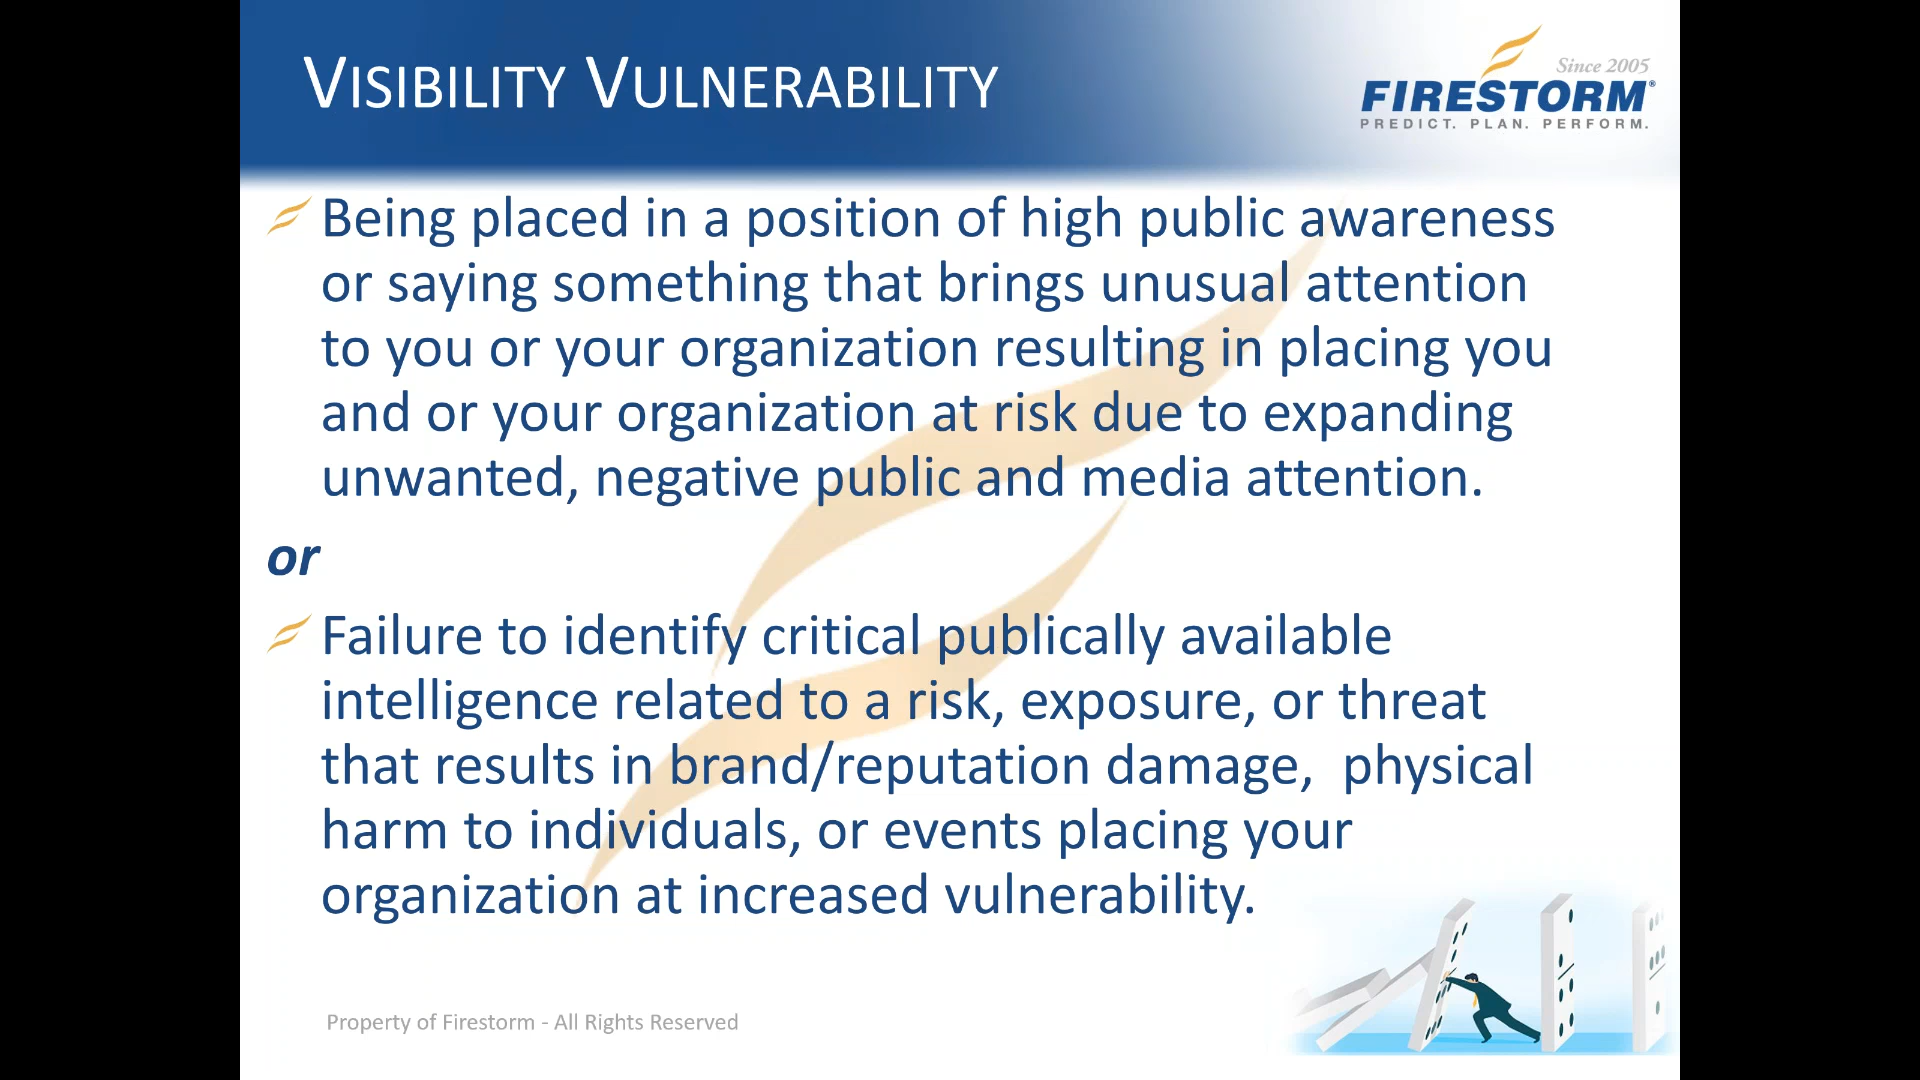 VISIBILITY VULNERABILITY
Since 2005
FIRESTORM®
PREDICT. PLAN. PERFORM.
Being placed in a position of high public awareness
or saying something that brings unusual attention
to you or your organization resulting in placing you
and or your organization at risk due to expanding
unwanted, negative public and media attention.
or
Failure to identify critical publically available
intelligence related to a risk, exposure, or threat
that results in brand/reputation damage,  physical
harm to individuals, or events placing your
organization at increased vulnerability.
Property of Firestorm - All Rights Reserved